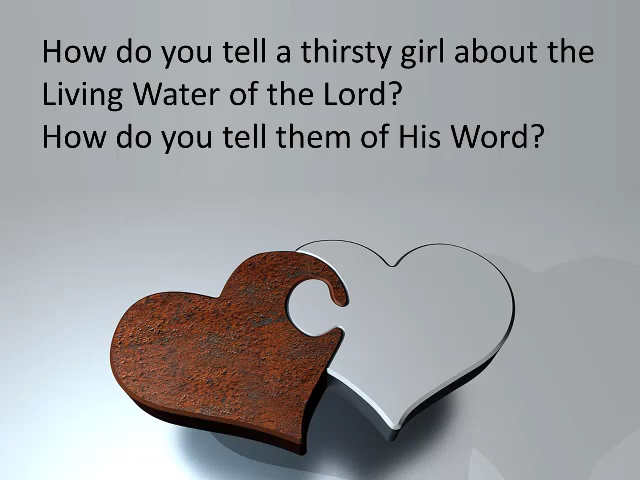 How do you tell a thirsty girl about the
Living Water of the Lord?
How do you tell them of His Word?